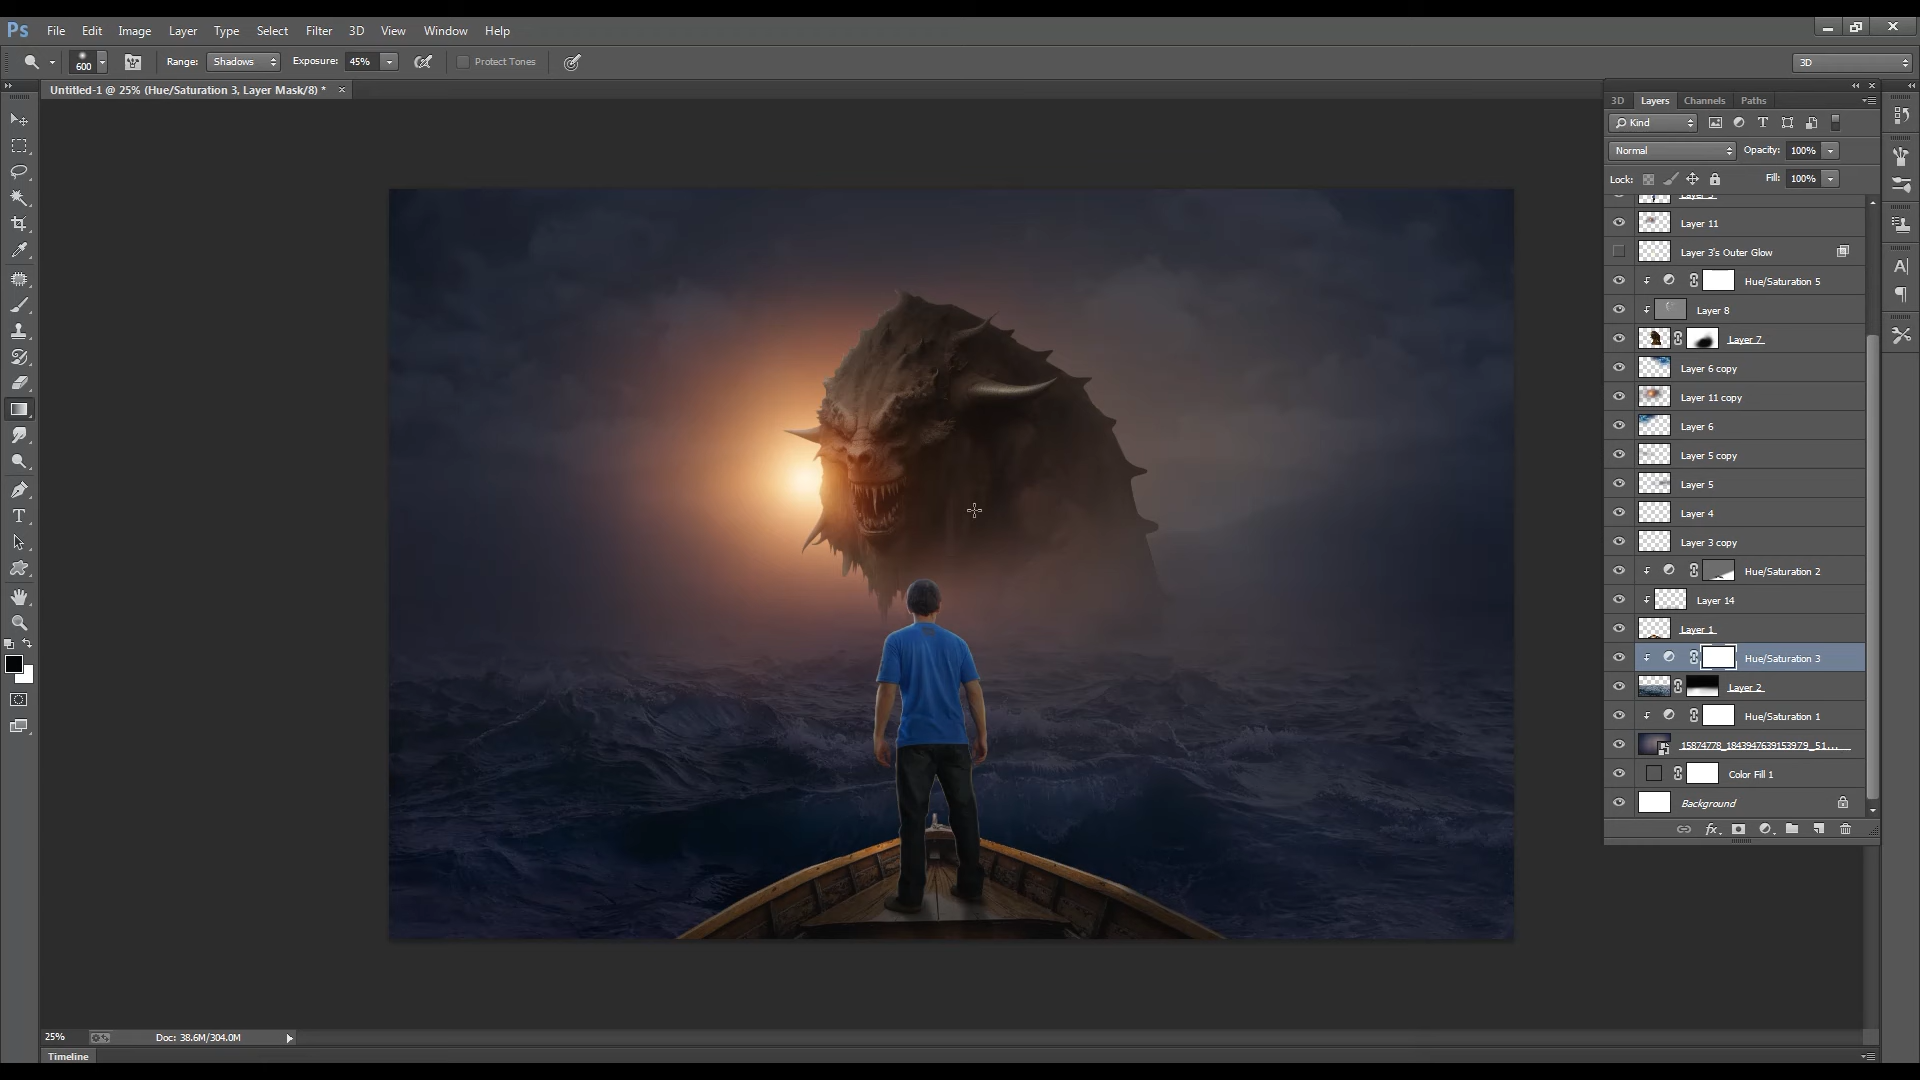 Ps File Edit Image Layer Type Select Filter 3D View Window Help
600 Range: Shadows Exposure: 45% Protect Tones 3D
Untitled-1 @ 25% (Hue/Saturation 3, Layer Mask/8) *
3D Layers Channels Paths
Kind
Normal Opacity: 100%
Lock: Fill: 100%
Layer 11
Layer 3's Outer Glow
Hue/Saturation 5
Layer 8
Layer 7
Layer 6 copy
Layer 11 copy
Layer 6
Layer 5 copy
Layer 5
Layer 4
Layer 3 copy
Hue/Saturation 2
Layer 14
Layer 1
Hue/Saturation 3
Layer 2
Hue/Saturation 1
15874778_1843947639153979_51...
Color Fill 1
Background
25% Doc: 38.6M/304.0M
Timeline